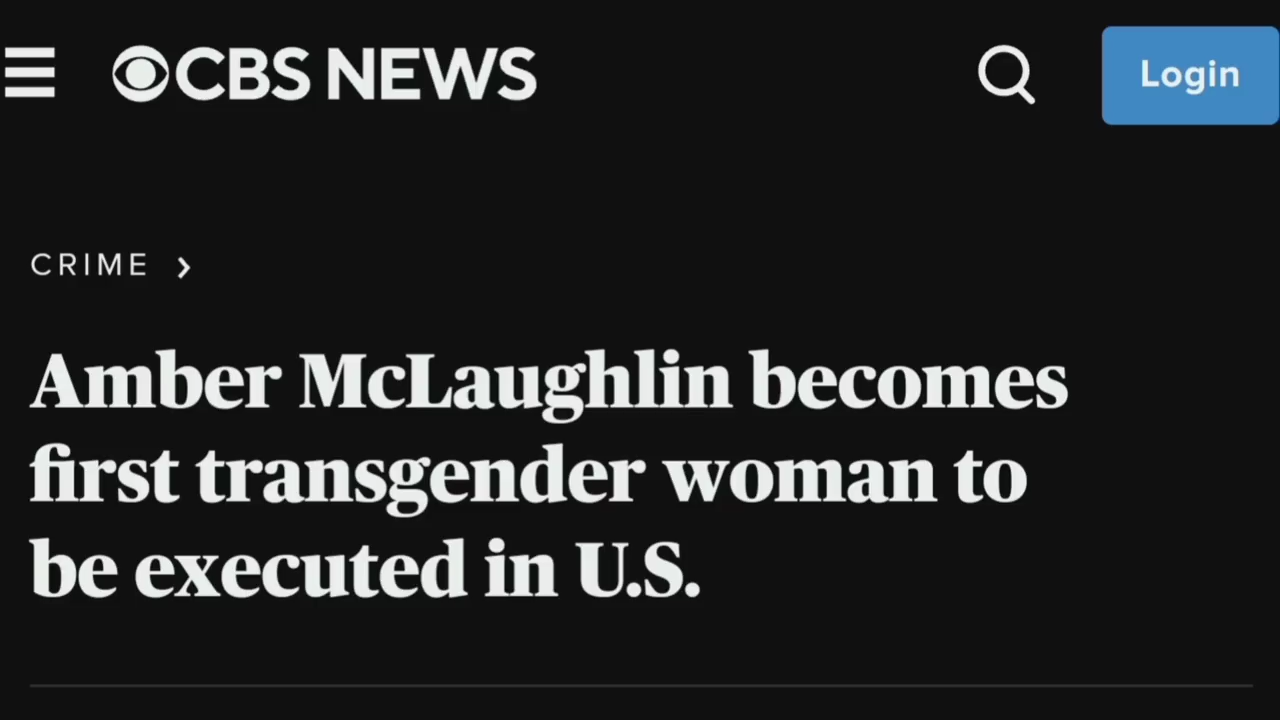 CBS NEWS
Login
CRIME
Amber McLaughlin becomes
first transgender woman to
be executed in U.S.